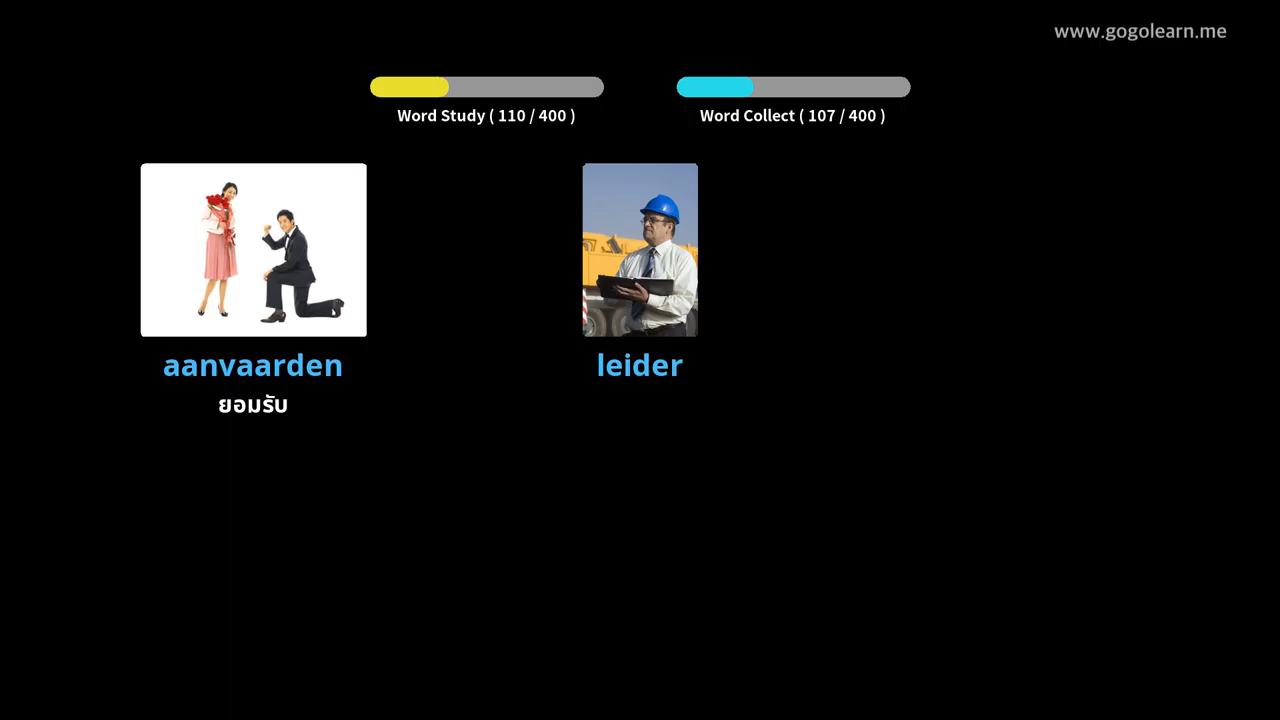 www.gogolearn.me
Word Study ( 110 / 400 )
Word Collect ( 107 / 400 )
aanvaarden
leider
ยอมรับ